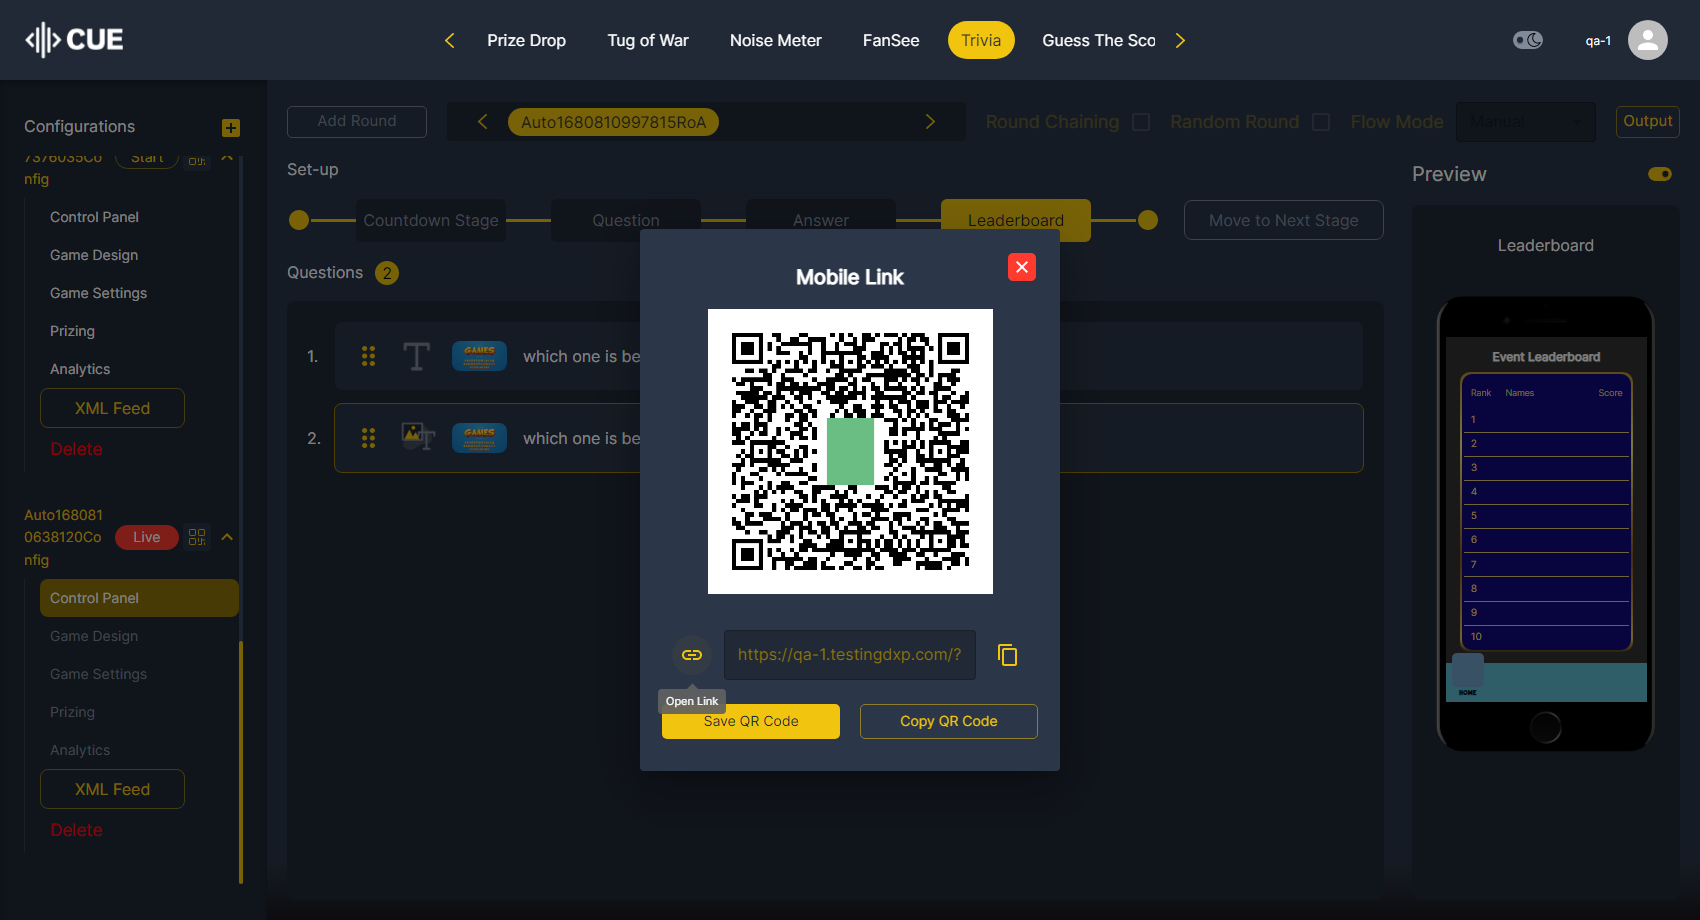 CUE
Prize Drop
Tug of War
Noise Meter
FanSee
Trivia
Guess The Sco
qa-1
Configurations
7376035Co
nfig
Start
Control Panel
Game Design
Game Settings
Prizing
Analytics
XML Feed
Delete
Auto168081
0638120Co
nfig
Live
Control Panel
Game Design
Game Settings
Prizing
Analytics
XML Feed
Delete
Add Round
Auto1680810997815RoA
Round Chaining
Random Round
Flow Mode
Manual
Output
Set-up
Countdown Stage
Question
Answer
Leaderboard
Move to Next Stage
Questions 2
1. T GAMES which one is be
2. T GAMES which one is be
Mobile Link
https://qa-1.testingdxp.com/?
Open Link
Save QR Code
Copy QR Code
Preview
Leaderboard
Event Leaderboard
Rank Names Score
1
2
3
4
5
6
7
8
9
10
HOME